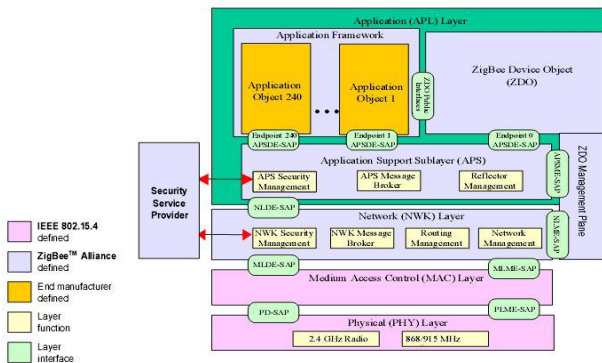 Application (APL) Layer
Application Framework
Application
Object 240
...
Application
Object 1
ZDO Public
Interfaces
ZigBee Device Object
(ZDO)
Endpoint 240
APSDE-SAP
Endpoint 1
APSDE-SAP
Endpoint 0
APSDE-SAP
Application Support Sublayer (APS)
APS Security
Management
APS Message
Broker
Reflector
Management
APSME-SAP
ZDO Management Plane
Security
Service
Provider
NLDE-SAP
Network (NWK) Layer
NWK Security
Management
NWK Message
Broker
Routing
Management
Network
Management
NLME-SAP
MLDE-SAP
MLME-SAP
Medium Access Control (MAC) Layer
PD-SAP
PLME-SAP
Physical (PHY) Layer
2.4 GHz Radio
868/915 MHz
IEEE 802.15.4
defined
ZigBee™ Alliance
defined
End manufacturer
defined
Layer
function
Layer
interface